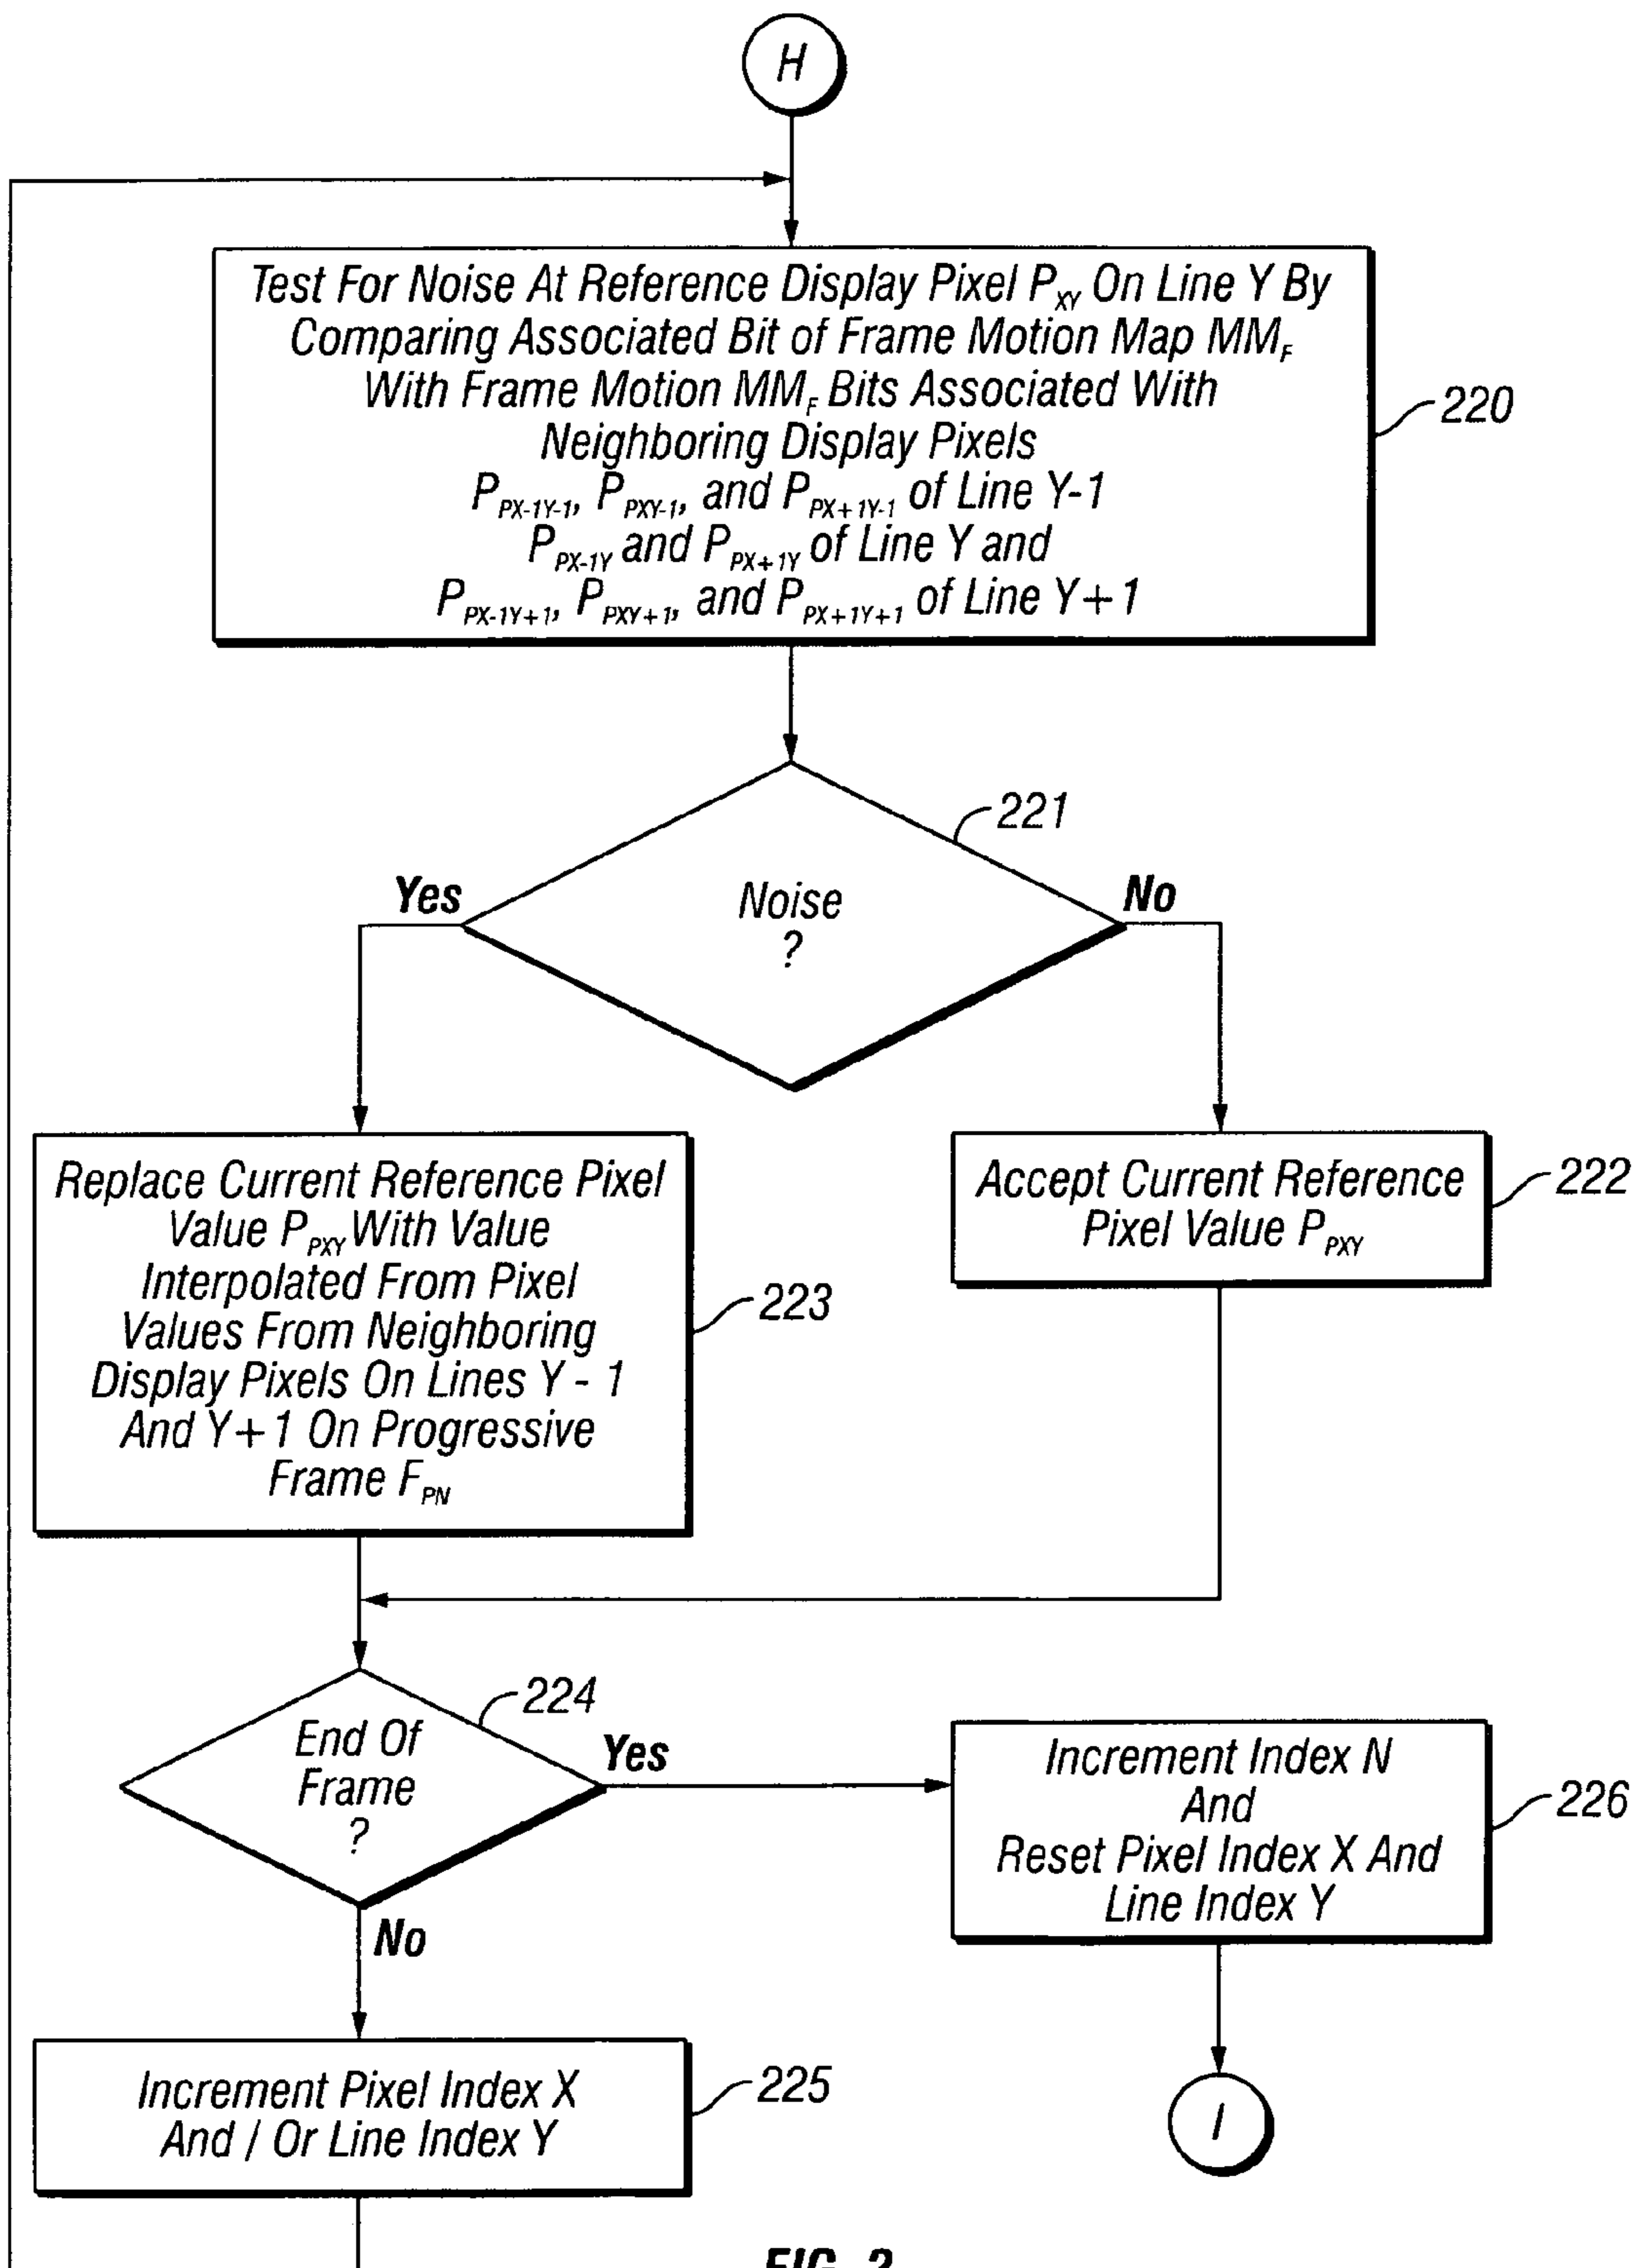 H
Test For Noise At Reference Display Pixel P_XY On Line Y By
Comparing Associated Bit of Frame Motion Map MM_F
With Frame Motion MM_F Bits Associated With
Neighboring Display Pixels
P_PX-1Y-1, P_PXY-1, and P_PX+1Y-1 of Line Y-1
P_PX-1Y and P_PX+1Y of Line Y and
P_PX-1Y+1, P_PXY+1, and P_PX+1Y+1 of Line Y+1
220
221
Noise
?
Yes
No
Replace Current Reference Pixel
Value P_PXY With Value
Interpolated From Pixel
Values From Neighboring
Display Pixels On Lines Y - 1
And Y+1 On Progressive
Frame F_PN
223
Accept Current Reference
Pixel Value P_PXY
222
End Of
Frame
?
224
Yes
No
Increment Index N
And
Reset Pixel Index X And
Line Index Y
226
Increment Pixel Index X
And / Or Line Index Y
225
I